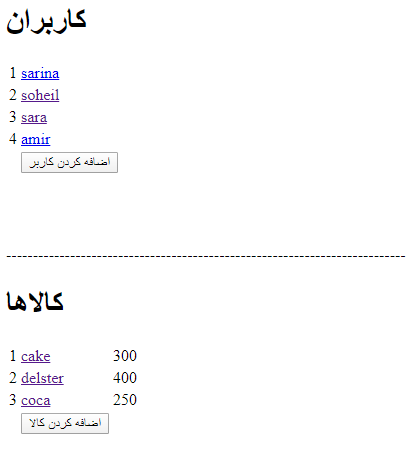 کاربران
1 sarina
2 soheil
3 sara
4 amir
اضافه کردن کاربر
--------------------------------------------------------------------------------
کالاها
1 cake 300
2 delster 400
3 coca 250
اضافه کردن کالا